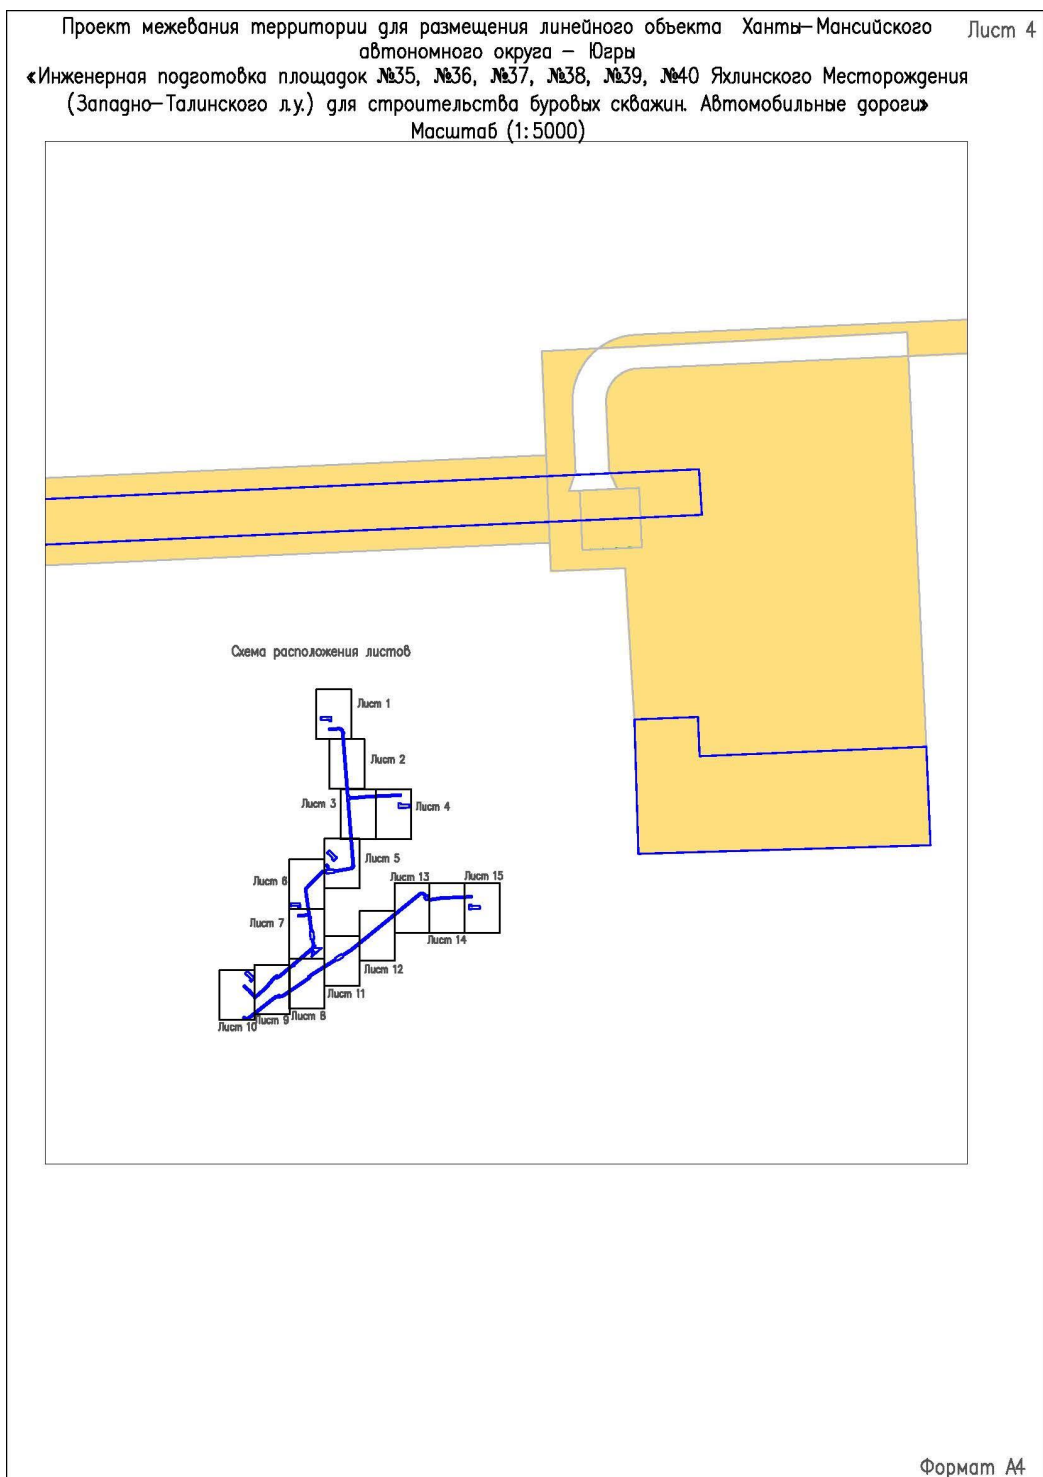 Проект межевания территории для размещения линейного объекта Ханты-Мансийского
Лист 4
автономного округа – Югры
«Инженерная подготовка площадок №35, №36, №37, №38, №39, №40 Яхлинского Месторождения
(Западно-Талинского л.у.) для строительства буровых скважин. Автомобильные дороги»
Масштаб (1:5000)
Схема расположения листов
Лист 1
Лист 2
Лист 3
Лист 4
Лист 5
Лист 6
Лист 13
Лист 15
Лист 7
Лист 14
Лист 12
Лист 11
Лист 10
Лист 9
Лист 8
Формат А4